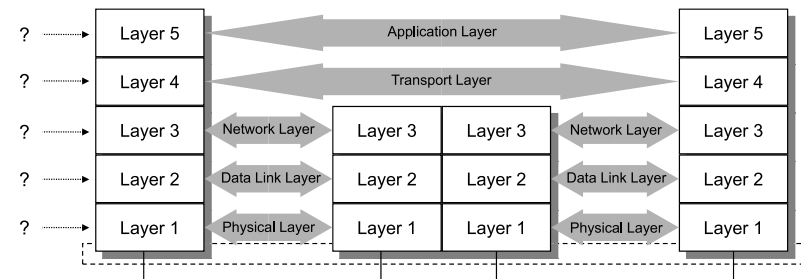 ? Layer 5 Application Layer Layer 5
? Layer 4 Transport Layer Layer 4
? Layer 3 Network Layer Layer 3 Layer 3 Network Layer Layer 3
? Layer 2 Data Link Layer Layer 2 Layer 2 Data Link Layer Layer 2
? Layer 1 Physical Layer Layer 1 Layer 1 Physical Layer Layer 1